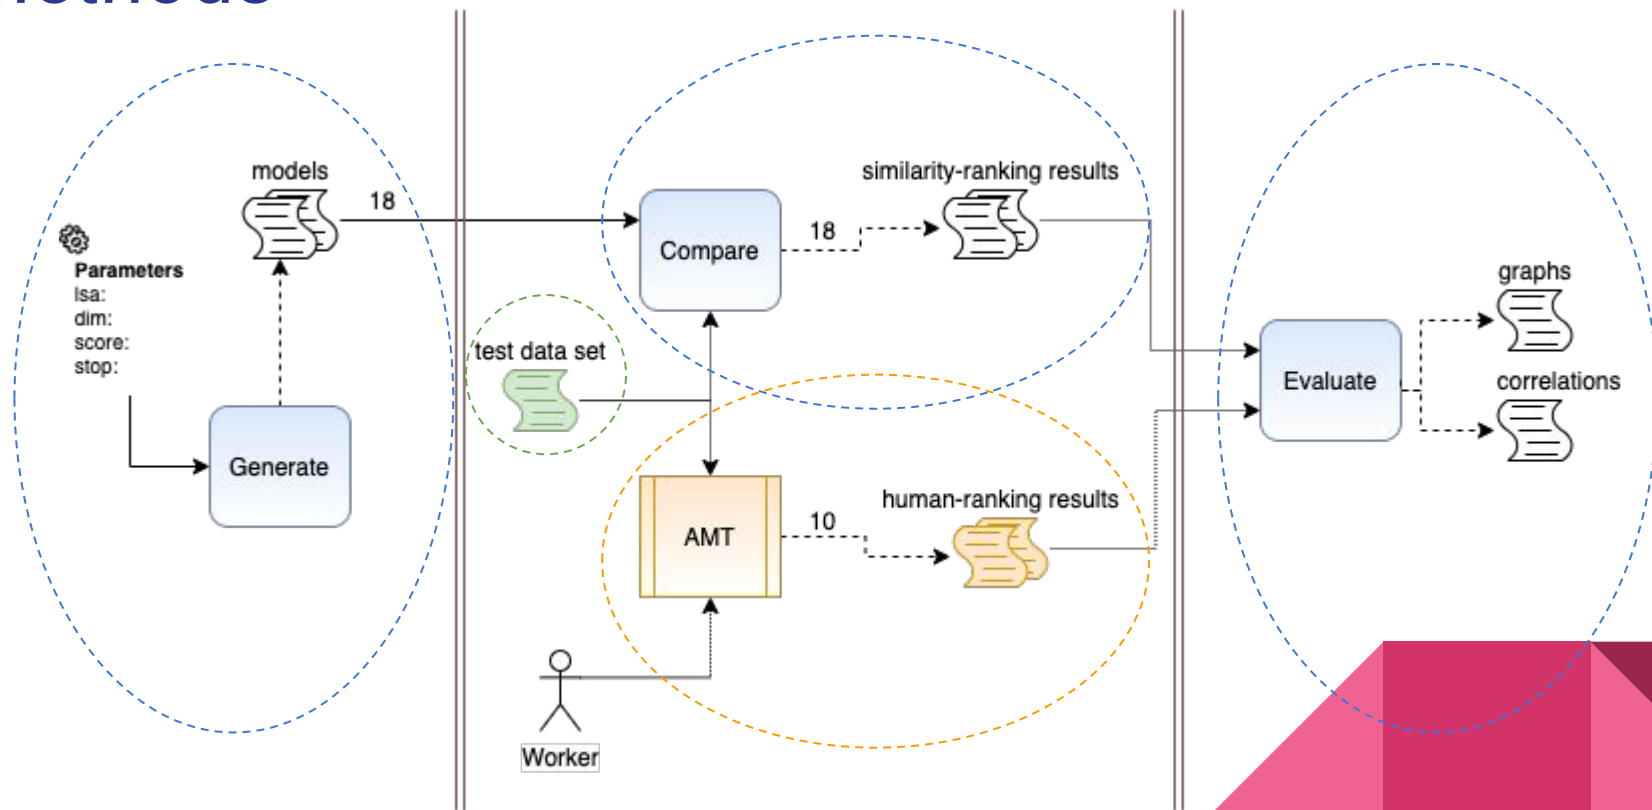 models
18
Parameters
lsa:
dim:
score:
stop:
Generate
test data set
Compare
18
similarity-ranking results
AMT
10
human-ranking results
Worker
Evaluate
graphs
correlations